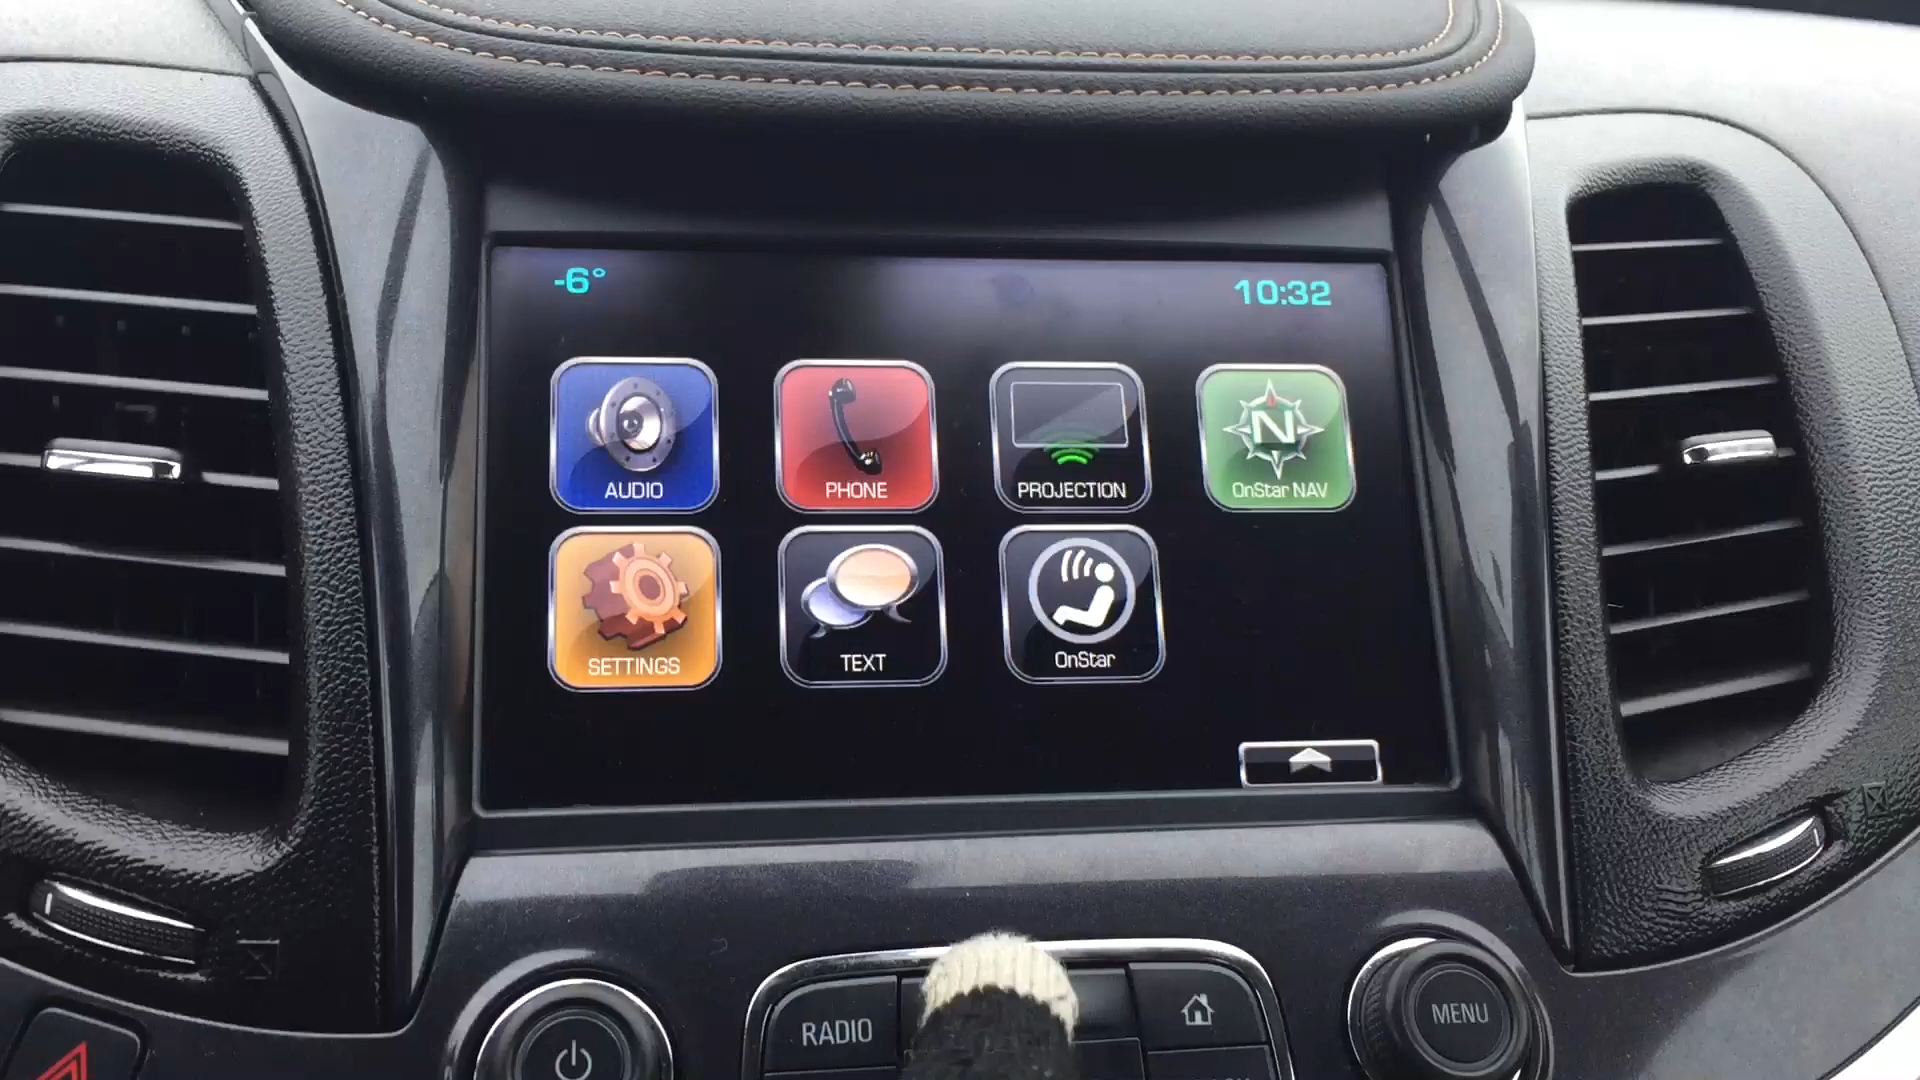 -6°
10:32
AUDIO
PHONE
PROJECTION
N
OnStar NAV
SETTINGS
TEXT
OnStar
RADIO
MENU